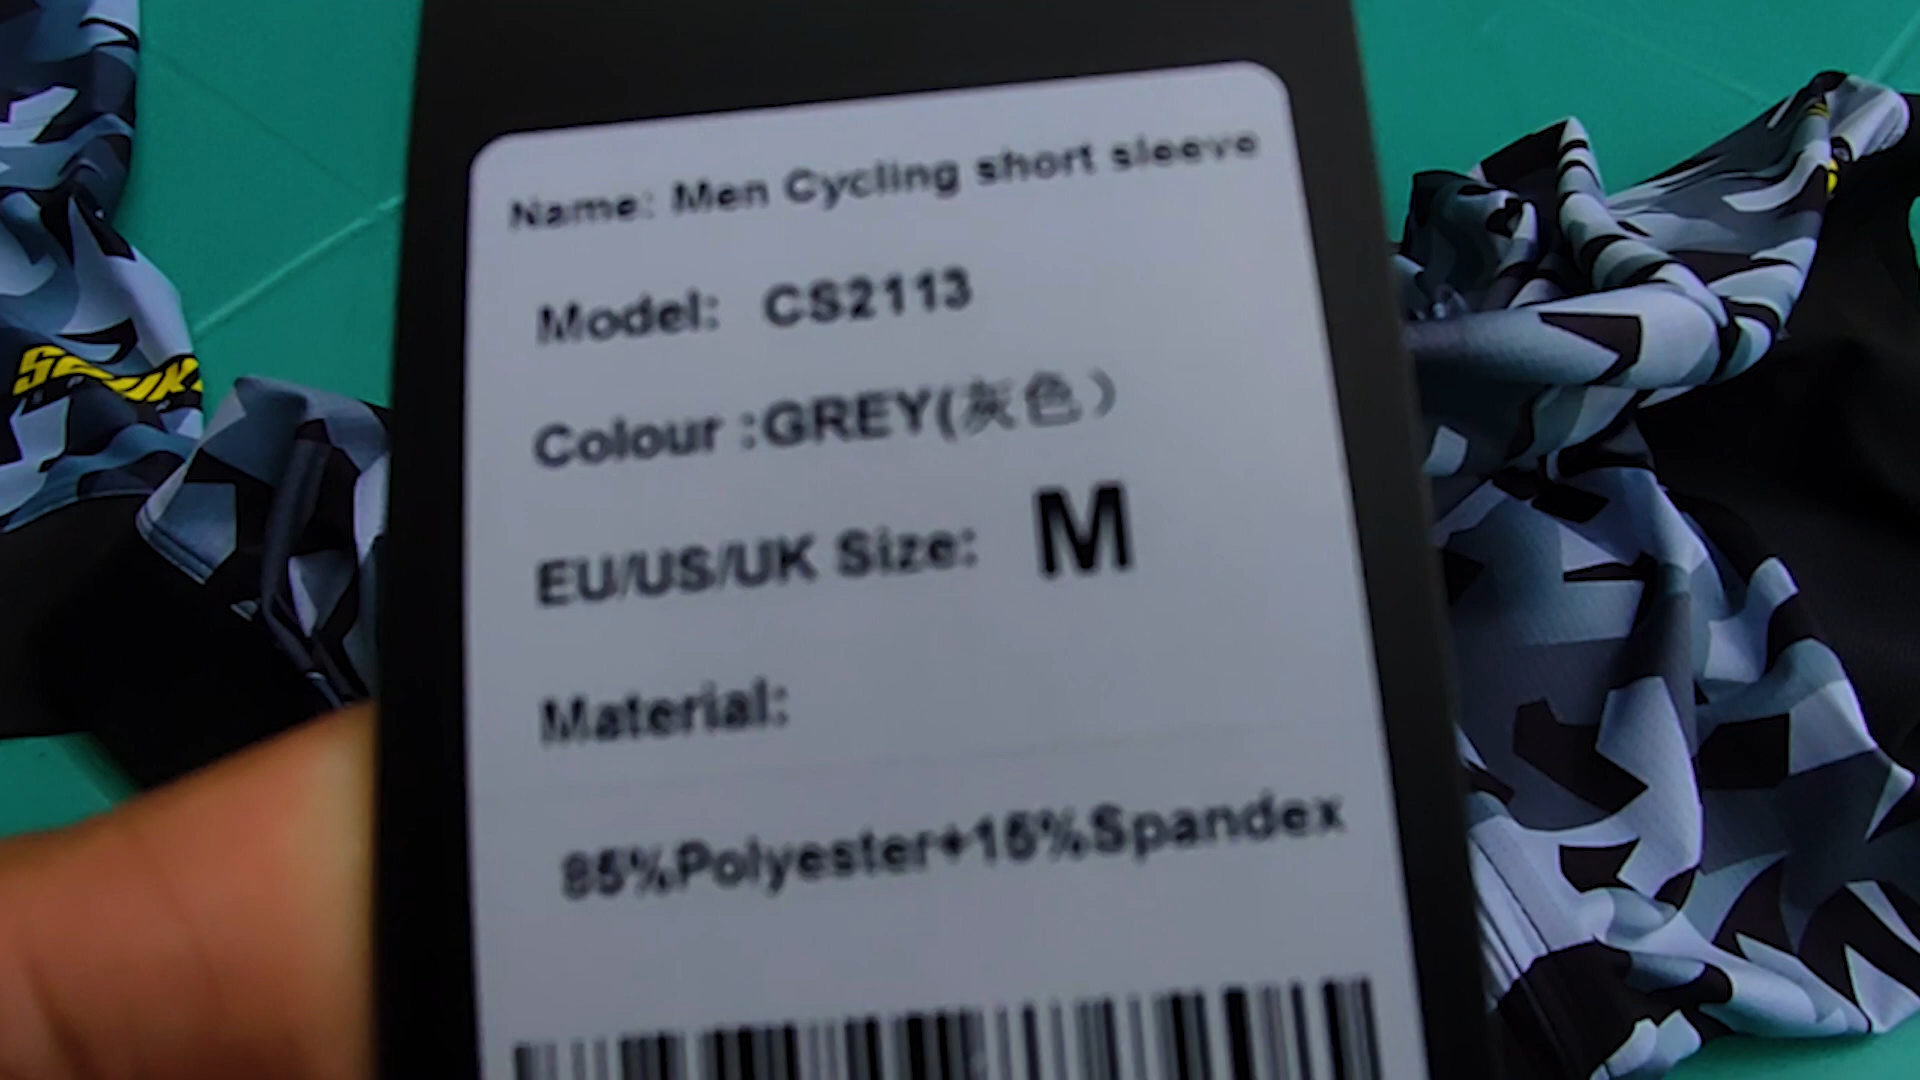 Name: Men Cycling short sleeve
Model: CS2113
Colour :GREY(灰色）
EU/US/UK Size: M
Material:
85%Polyester+15%Spandex